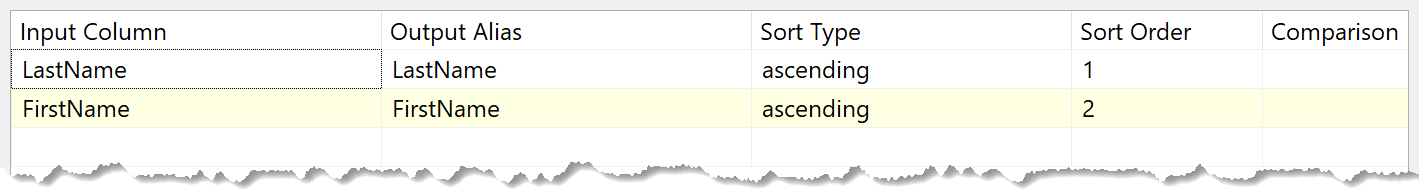 Input Column Output Alias Sort Type Sort Order Comparison
LastName LastName ascending 1
FirstName FirstName ascending 2